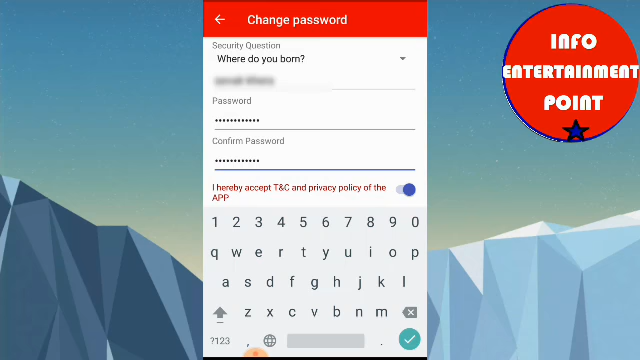 Change password
Security Question
Where do you born?
Password
••••••••••••
Confirm Password
••••••••••••
I hereby accept T&C and privacy policy of the
APP
1 2 3 4 5 6 7 8 9 0
q w e r t y u i o p
a s d f g h j k l
z x c v b n m
?123 , .
INFO
ENTERTAINMENT
POINT